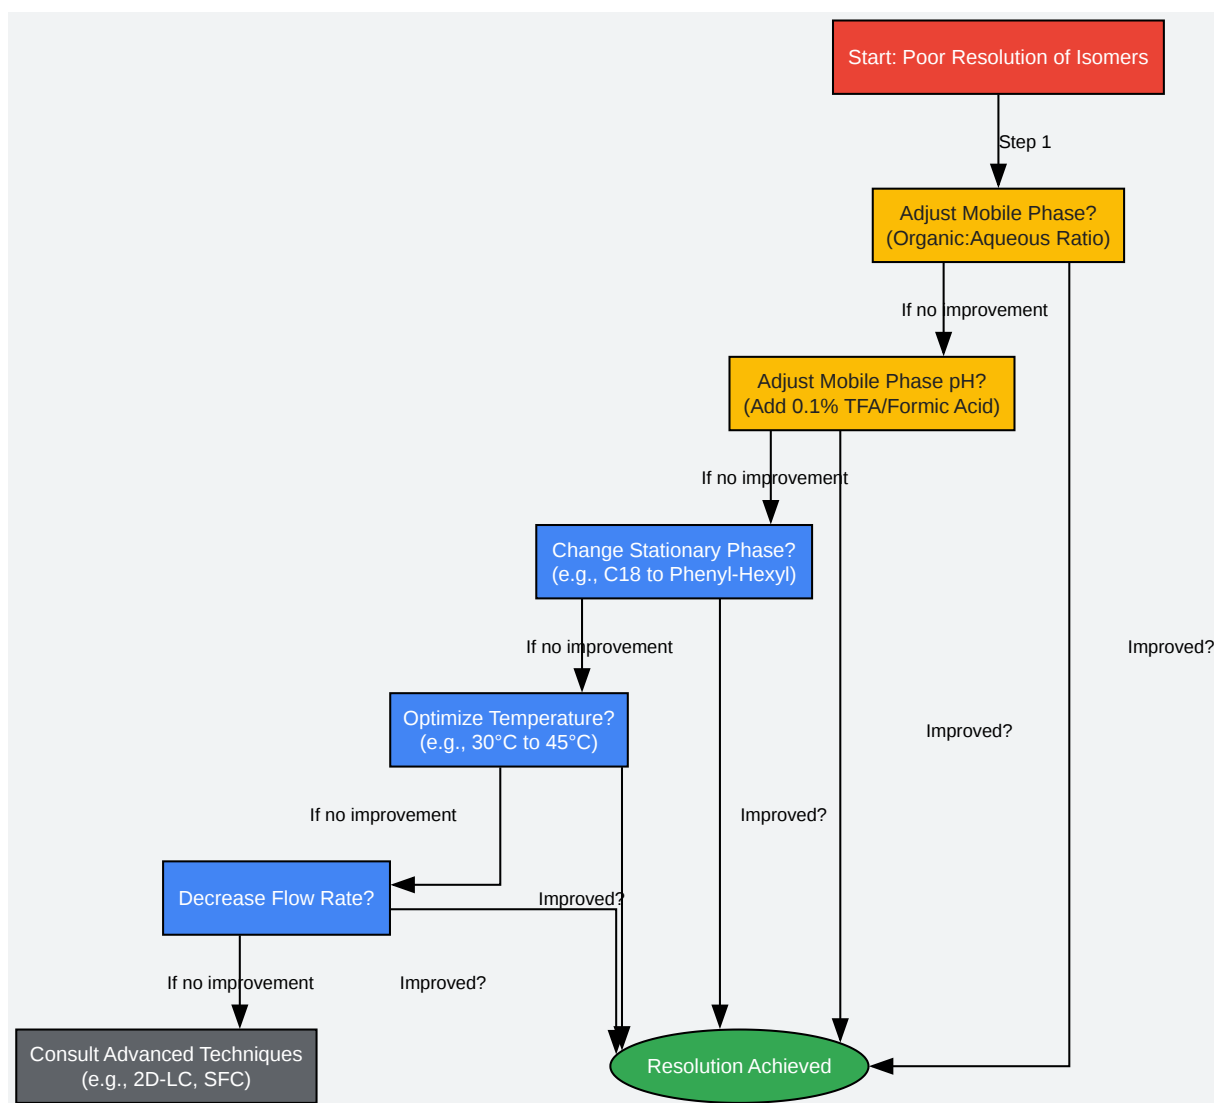 Start: Poor Resolution of Isomers
Step 1
Adjust Mobile Phase?
(Organic:Aqueous Ratio)
If no improvement
Adjust Mobile Phase pH?
(Add 0.1% TFA/Formic Acid)
If no improvement
Change Stationary Phase?
(e.g., C18 to Phenyl-Hexyl)
If no improvement
Improved?
Optimize Temperature?
(e.g., 30°C to 45°C)
Improved?
If no improvement
Improved?
Decrease Flow Rate?
Improved?
If no improvement
Improved?
Consult Advanced Techniques
(e.g., 2D-LC, SFC)
Resolution Achieved